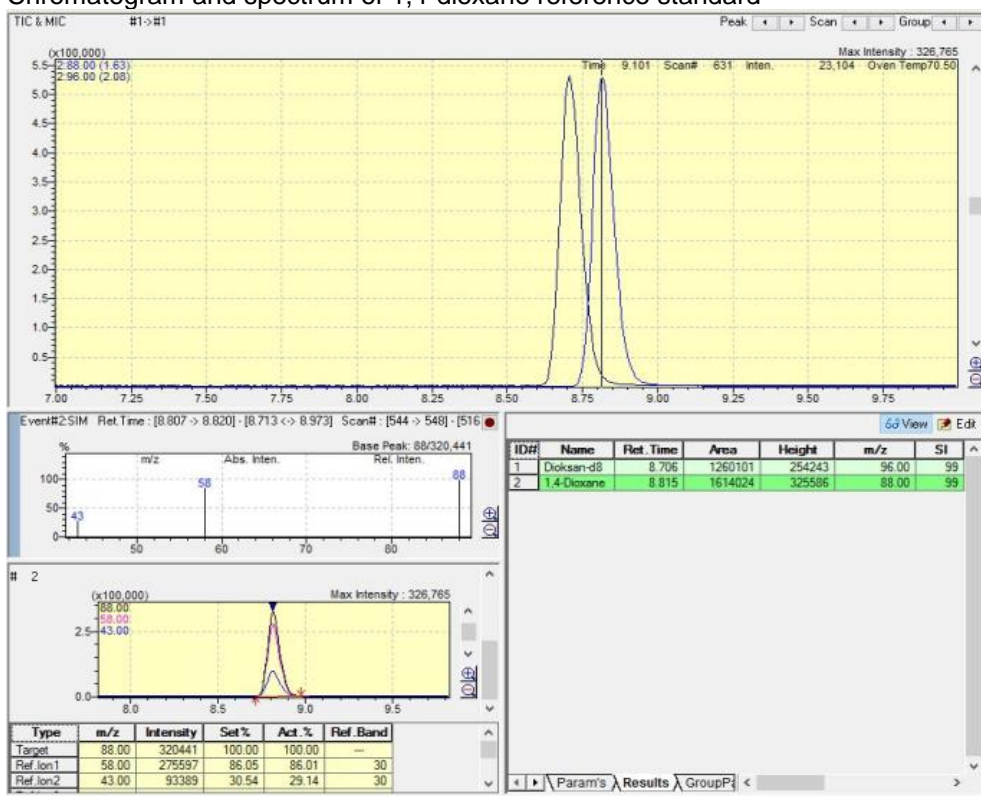 Chromatogram and spectrum of 1,4-dioxane reference standard
TIC & MIC #1->#1 Peak Scan Group
(x100,000) Max Intensity : 326,765
2:88.00 (1.63) Time 9.101 Scan# 631 Inten. 23,104 Oven Temp70.50
2:96.00 (2.08)
5.5
5.0
4.5
4.0
3.5
3.0
2.5
2.0
1.5
1.0
0.5
7.00 7.25 7.50 7.75 8.00 8.25 8.50 8.75 9.00 9.25 9.50 9.75
Event#2:SIM Ret.Time : [8.807 -> 8.820] - [8.713 <-> 8.973] Scan# : [544 -> 548] - [516
% Base Peak: 88/320,441
m/z Abs. Inten. Rel. Inten.
100
50
0
43 58 88
50 60 70 80
# 2
(x100,000) Max Intensity : 326,765
88.00
58.00
43.00
2.5
0.0
8.0 8.5 9.0 9.5
Type m/z Intensity Set% Act.% Ref.Band
Target 88.00 320441 100.00 100.00 ---
Ref.Ion1 58.00 275597 86.05 86.01 30
Ref.Ion2 43.00 93389 30.54 29.14 30
View Edit
ID# Name Ret.Time Area Height m/z SI
1 Dioksan-d8 8.706 1260101 254243 96.00 99
2 1,4-Dioxane 8.815 1614024 325586 88.00 99
Param's Results GroupPa